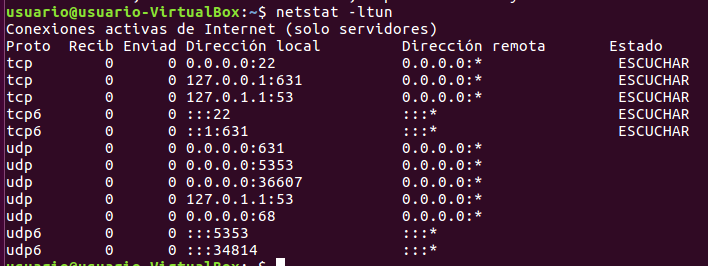 usuario@usuario-VirtualBox:~$ netstat -ltun
Conexiones activas de Internet (solo servidores)
Proto  Recib Enviad Dirección local           Dirección remota        Estado
tcp        0      0 0.0.0.0:22              0.0.0.0:*               ESCUCHAR
tcp        0      0 127.0.0.1:631           0.0.0.0:*               ESCUCHAR
tcp        0      0 127.0.1.1:53            0.0.0.0:*               ESCUCHAR
tcp6       0      0 :::22                   :::*                    ESCUCHAR
tcp6       0      0 ::1:631                 :::*                    ESCUCHAR
udp        0      0 0.0.0.0:631             0.0.0.0:*
udp        0      0 0.0.0.0:5353            0.0.0.0:*
udp        0      0 0.0.0.0:36607           0.0.0.0:*
udp        0      0 127.0.1.1:53            0.0.0.0:*
udp        0      0 0.0.0.0:68              0.0.0.0:*
udp6       0      0 :::5353                 :::*
udp6       0      0 :::34814                :::*
usuario@usuario-VirtualBox:~$